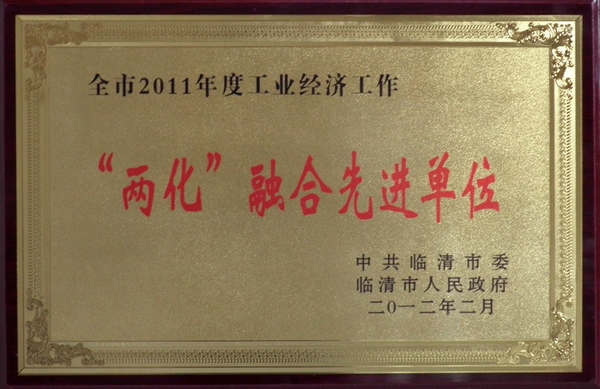 全市2011年度工业经济工作
“两化”融合先进单位
中共临清市委
临清市人民政府
二0一二年二月